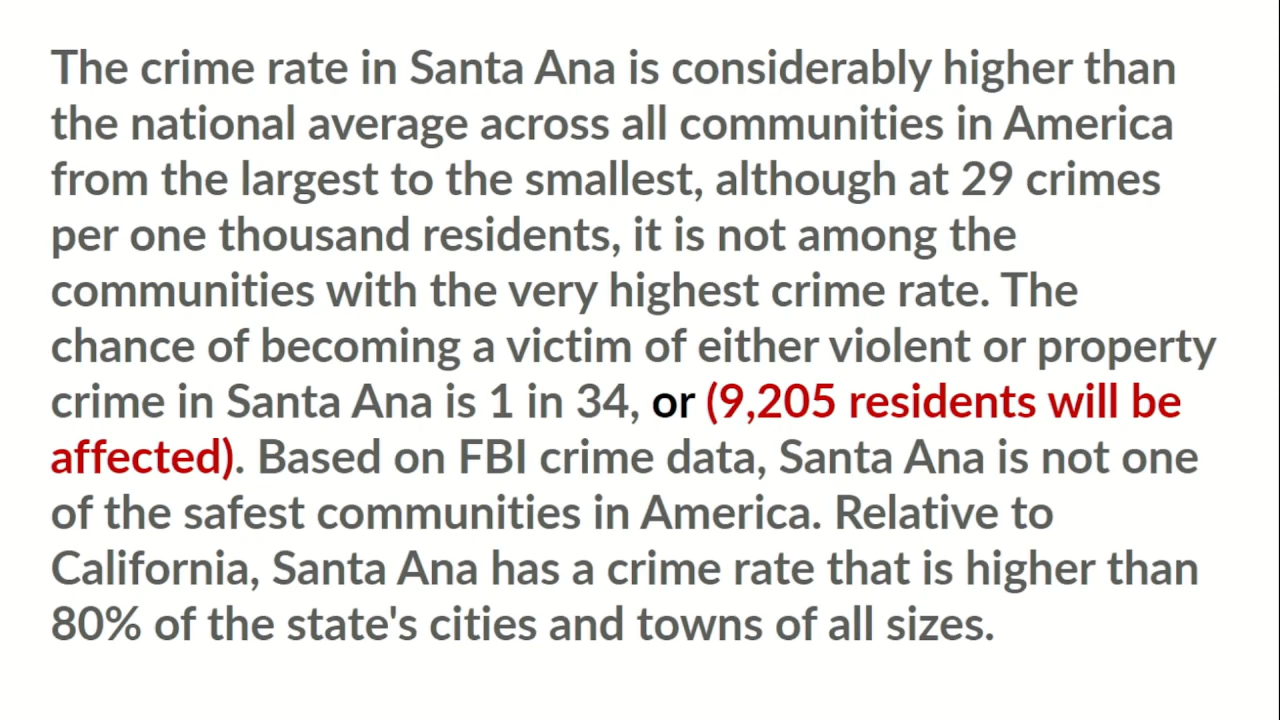 The crime rate in Santa Ana is considerably higher than
the national average across all communities in America
from the largest to the smallest, although at 29 crimes
per one thousand residents, it is not among the
communities with the very highest crime rate. The
chance of becoming a victim of either violent or property
crime in Santa Ana is 1 in 34, or (9,205 residents will be
affected). Based on FBI crime data, Santa Ana is not one
of the safest communities in America. Relative to
California, Santa Ana has a crime rate that is higher than
80% of the state's cities and towns of all sizes.